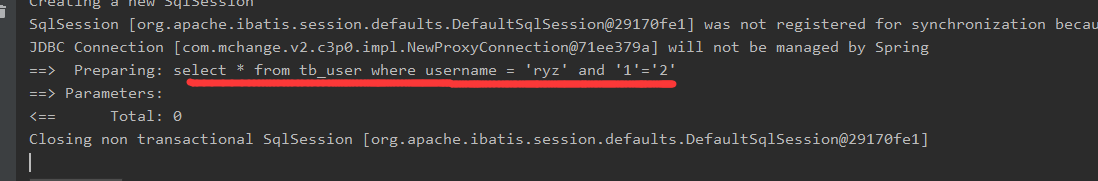 Creating a new SqlSession
SqlSession [org.apache.ibatis.session.defaults.DefaultSqlSession@29170fe1] was not registered for synchronization becau
JDBC Connection [com.mchange.v2.c3p0.impl.NewProxyConnection@71ee379a] will not be managed by Spring
==>  Preparing: select * from tb_user where username = 'ryz' and '1'='2'
==> Parameters:
<==      Total: 0
Closing non transactional SqlSession [org.apache.ibatis.session.defaults.DefaultSqlSession@29170fe1]